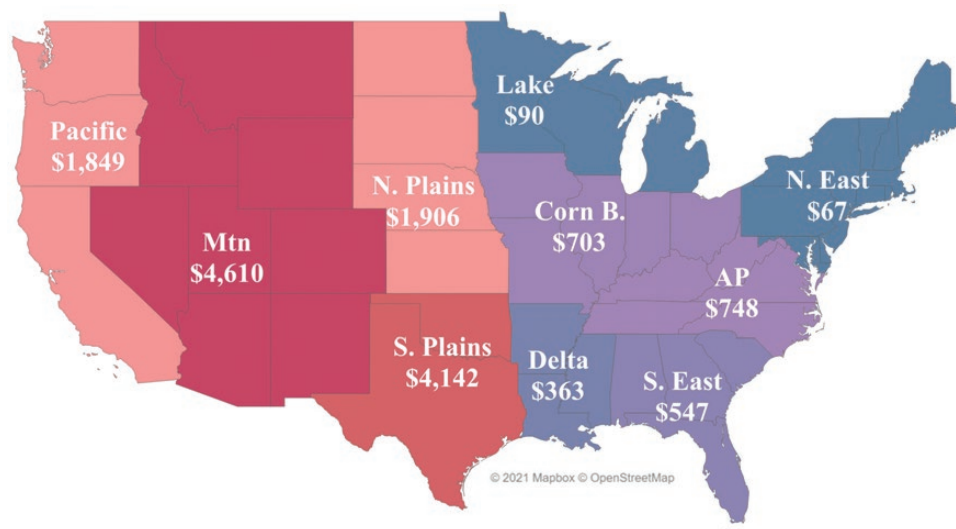 Lake
$90
Pacific
$1,849
N. Plains
$1,906
N. East
$67
Corn B.
$703
Mtn
$4,610
AP
$748
S. Plains
$4,142
Delta
$363
S. East
$547
© 2021 Mapbox © OpenStreetMap